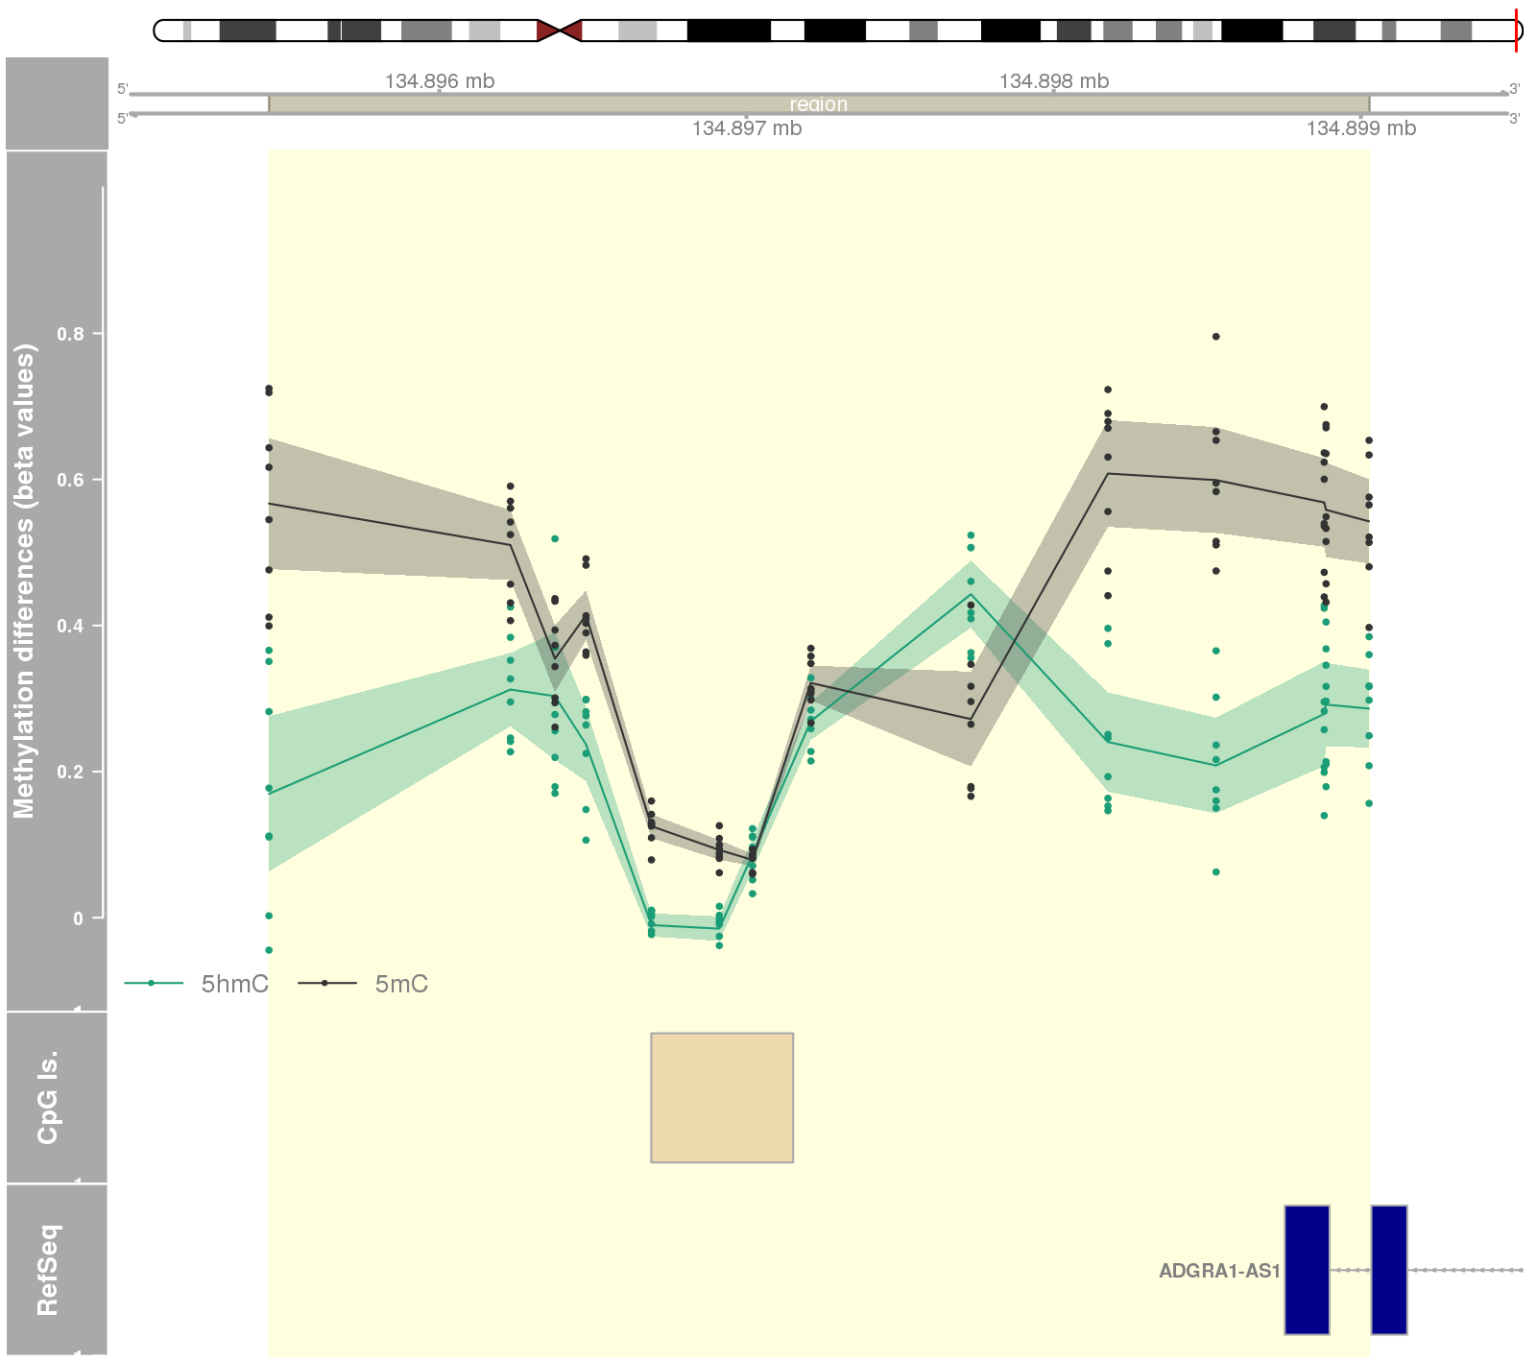 134.896 mb
134.898 mb
5'
3'
region
5'
3'
134.897 mb
134.899 mb
Methylation differences (beta values)
0.8
0.6
0.4
0.2
0
5hmC
5mC
CpG Is.
RefSeq
ADGRA1-AS1